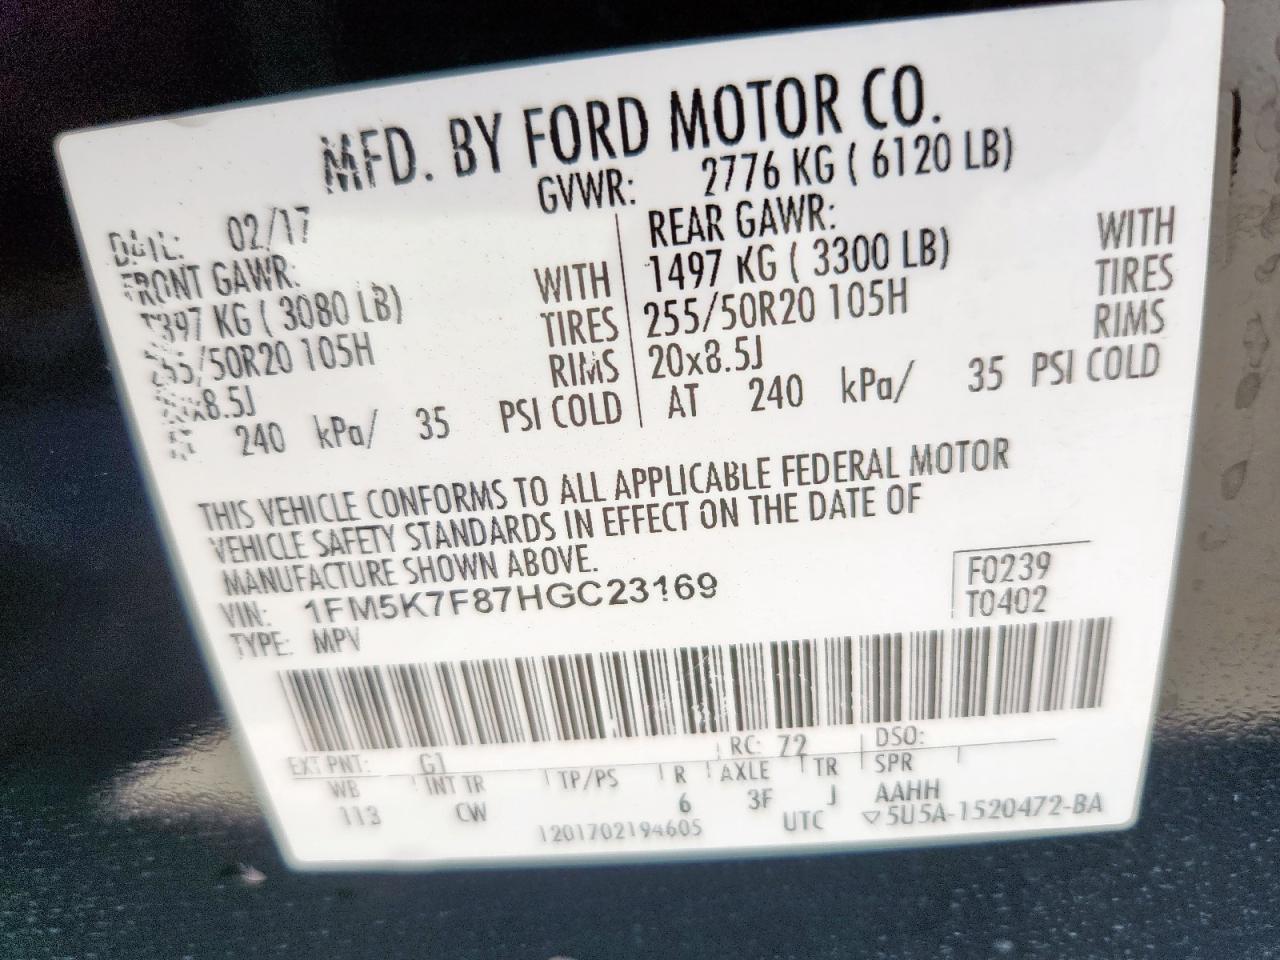 MFD. BY FORD MOTOR CO.
DATE: 02/17 GVWR: 2776 KG ( 6120 LB)
FRONT GAWR: REAR GAWR:
1397 KG ( 3080 LB) WITH 1497 KG ( 3300 LB) WITH
255/50R20 105H TIRES 255/50R20 105H TIRES
x8.5J RIMS 20x8.5J RIMS
240 kPa/ 35 PSI COLD AT 240 kPa/ 35 PSI COLD
THIS VEHICLE CONFORMS TO ALL APPLICABLE FEDERAL MOTOR
VEHICLE SAFETY STANDARDS IN EFFECT ON THE DATE OF
MANUFACTURE SHOWN ABOVE.
VIN: 1FM5K7F87HGC23169 F0239
TYPE: MPV T0402
EXT PNT: G1 RC: 72 DSO:
WB INT TR TP/PS R AXLE TR SPR
113 CW 6 3F J AAHH
1201702194605 UTC ▽5U5A-1520472-BA